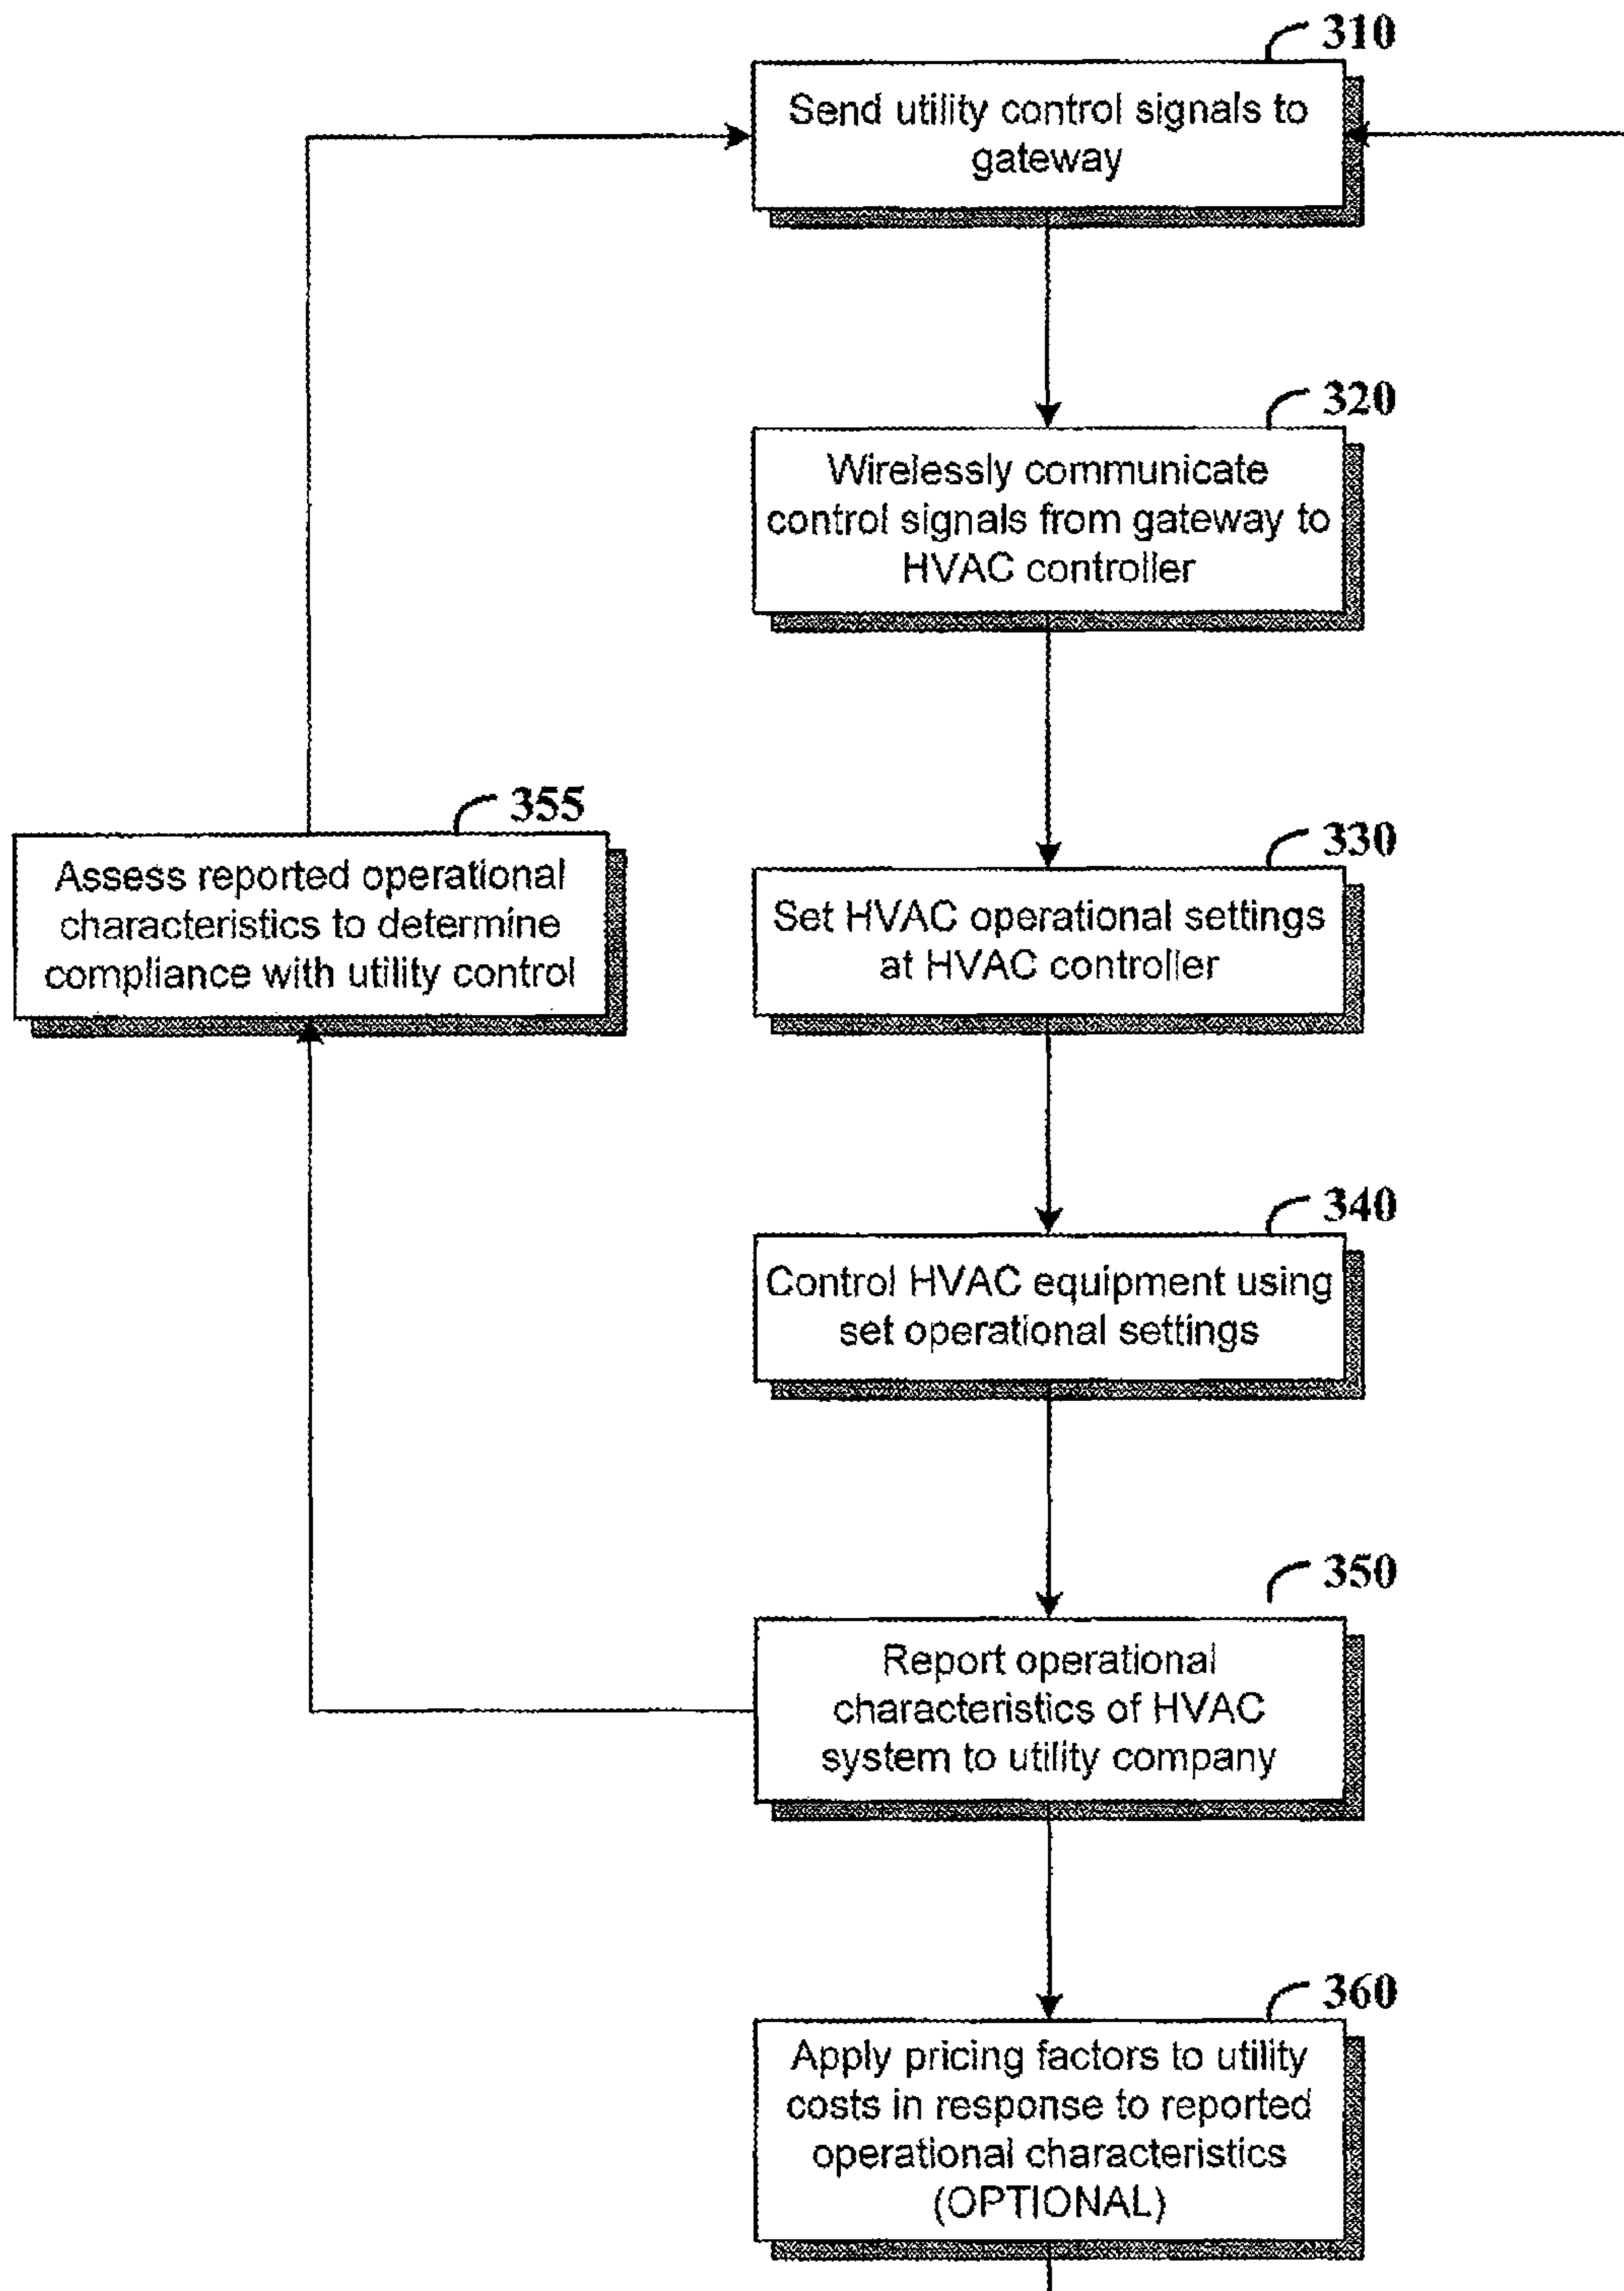 310
Send utility control signals to
gateway
320
Wirelessly communicate
control signals from gateway to
HVAC controller
355
Assess reported operational
characteristics to determine
compliance with utility control
330
Set HVAC operational settings
at HVAC controller
340
Control HVAC equipment using
set operational settings
350
Report operational
characteristics of HVAC
system to utility company
360
Apply pricing factors to utility
costs in response to reported
operational characteristics
(OPTIONAL)